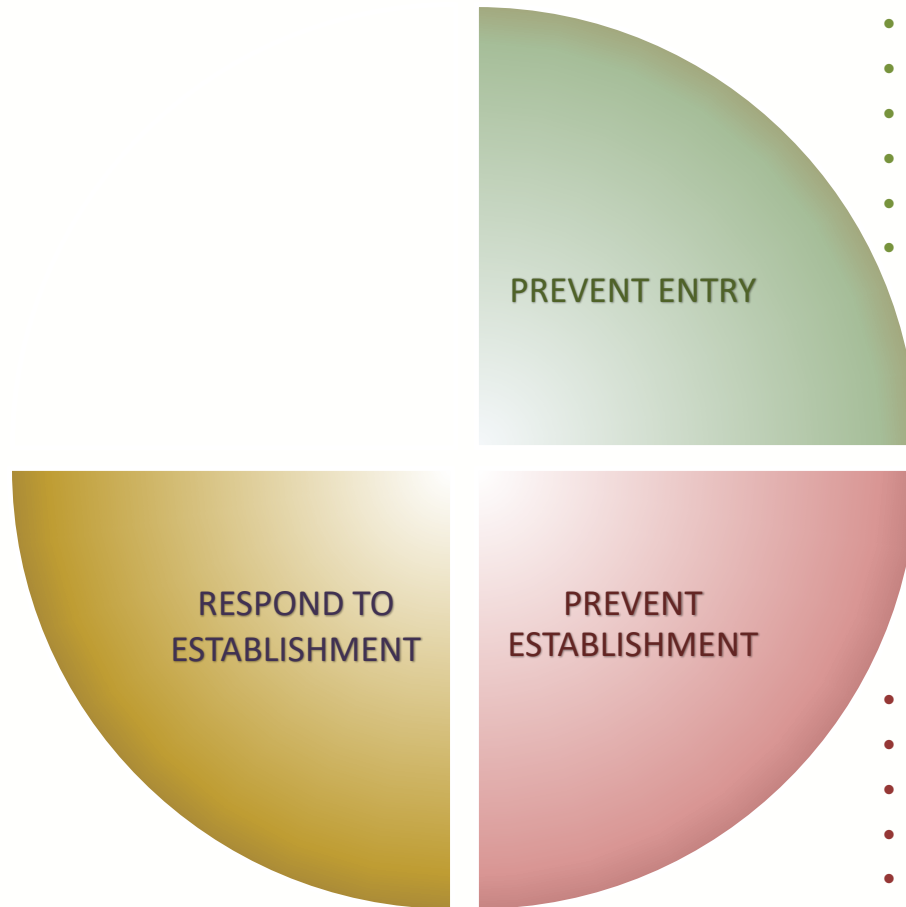 PREVENT ENTRY
RESPOND TO
ESTABLISHMENT
PREVENT
ESTABLISHMENT